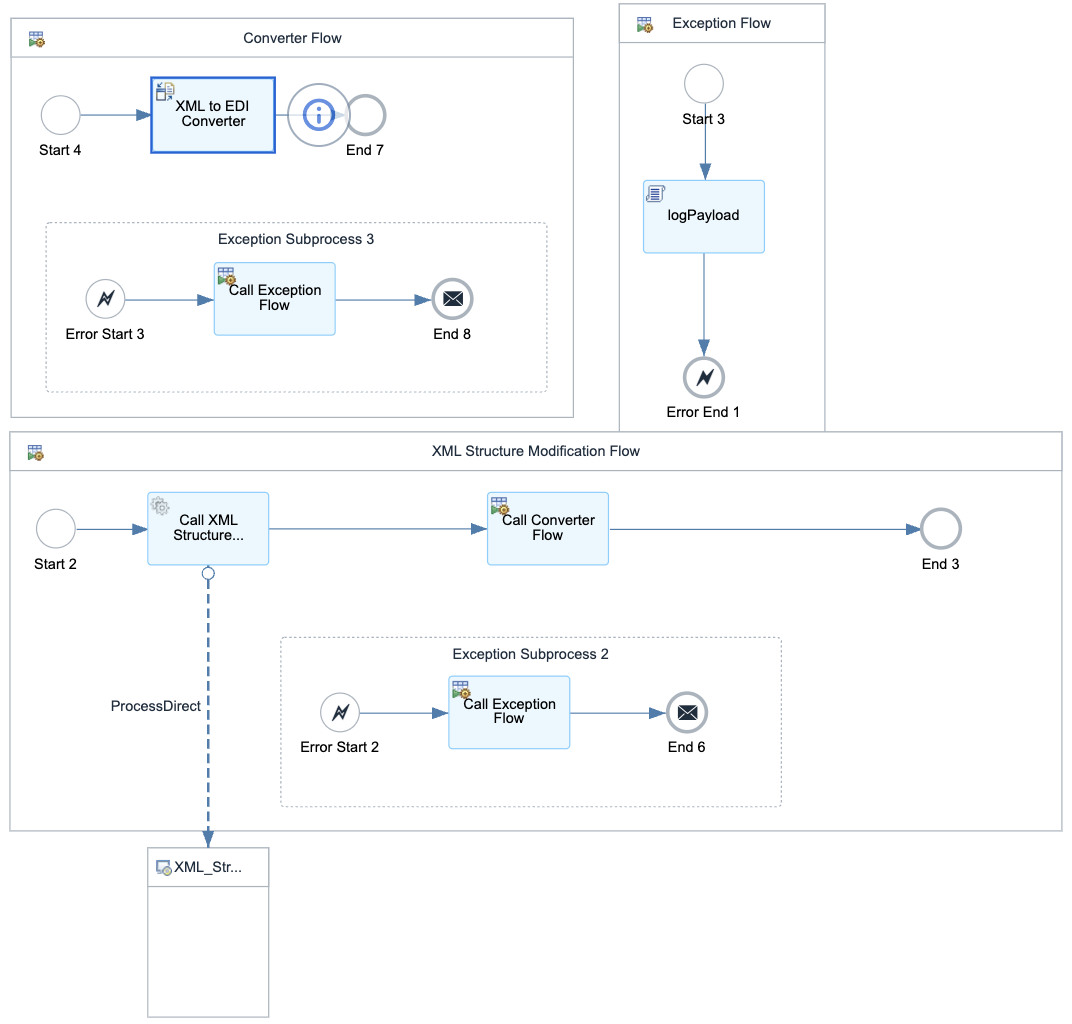 Converter Flow
XML to EDI
Converter
Start 4
End 7
Exception Subprocess 3
Call Exception
Flow
Error Start 3
End 8
Exception Flow
Start 3
logPayload
Error End 1
XML Structure Modification Flow
Call XML
Structure...
Call Converter
Flow
Start 2
End 3
Exception Subprocess 2
Call Exception
Flow
Error Start 2
End 6
ProcessDirect
XML_Str...